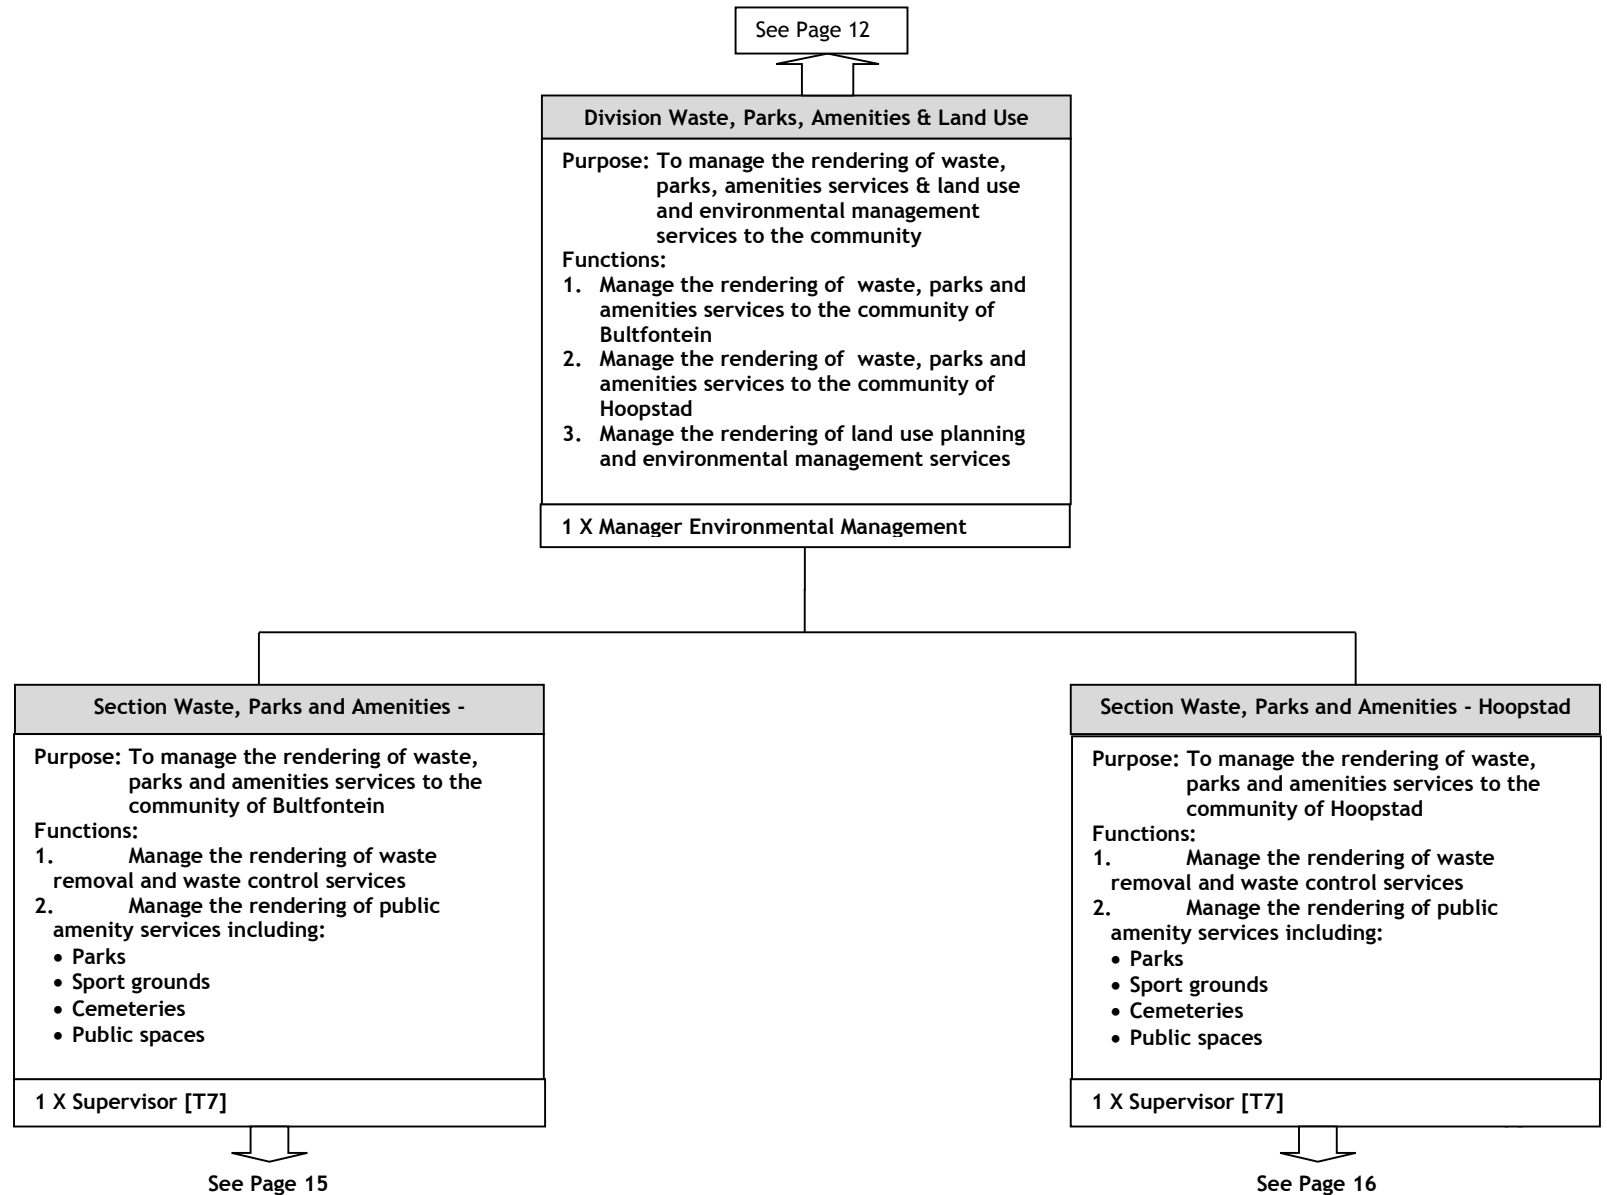 See Page 12
Division Waste, Parks, Amenities & Land Use
Purpose: To manage the rendering of waste,
parks, amenities services & land use
and environmental management
services to the community
Functions:
1. Manage the rendering of waste, parks and
amenities services to the community of
Bultfontein
2. Manage the rendering of waste, parks and
amenities services to the community of
Hoopstad
3. Manage the rendering of land use planning
and environmental management services
1 X Manager Environmental Management
Section Waste, Parks and Amenities -
Purpose: To manage the rendering of waste,
parks and amenities services to the
community of Bultfontein
Functions:
1. Manage the rendering of waste
removal and waste control services
2. Manage the rendering of public
amenity services including:
• Parks
• Sport grounds
• Cemeteries
• Public spaces
1 X Supervisor [T7]
See Page 15
Section Waste, Parks and Amenities - Hoopstad
Purpose: To manage the rendering of waste,
parks and amenities services to the
community of Hoopstad
Functions:
1. Manage the rendering of waste
removal and waste control services
2. Manage the rendering of public
amenity services including:
• Parks
• Sport grounds
• Cemeteries
• Public spaces
1 X Supervisor [T7]
See Page 16